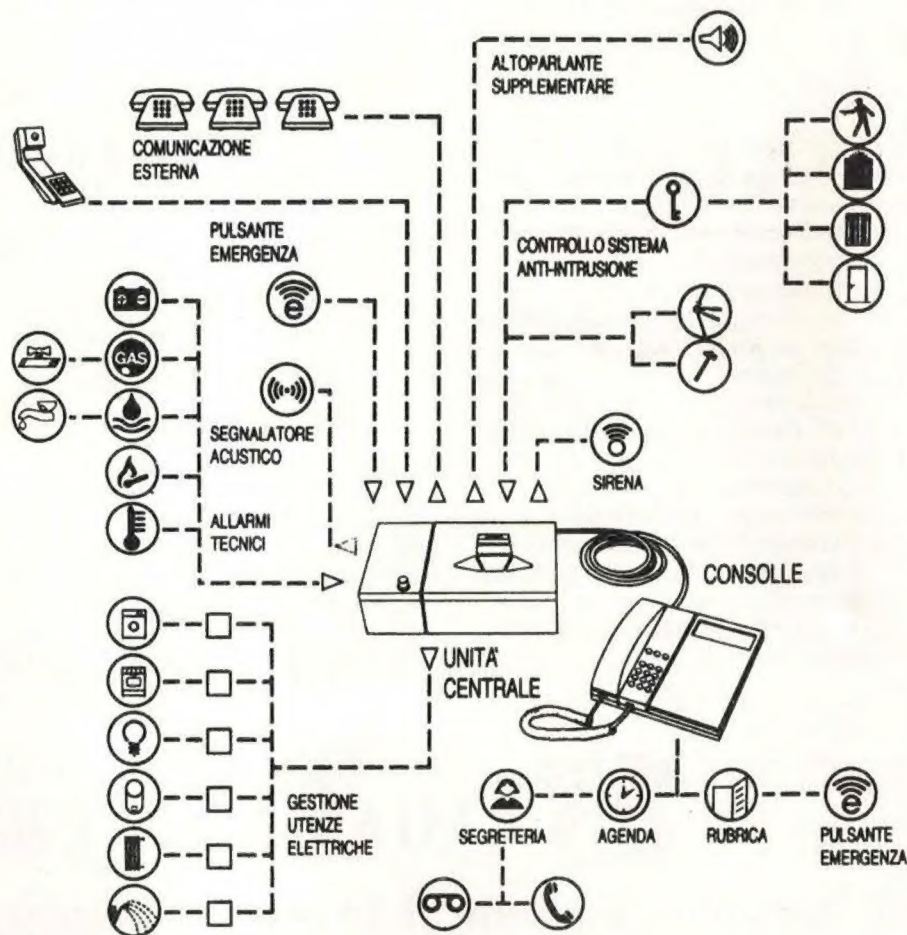 ALTOPARLANTE
SUPPLEMENTARE
COMUNICAZIONE
ESTERNA
PULSANTE
EMERGENZA
e
CONTROLLO SISTEMA
ANTI-INTRUSIONE
GAS
SEGNALATORE
ACUSTICO
SIRENA
ALLARMI
TECNICI
CONSOLLE
UNITA'
CENTRALE
GESTIONE
UTENZE
ELETTRICHE
SEGRETERIA
AGENDA
RUBRICA
e
PULSANTE
EMERGENZA